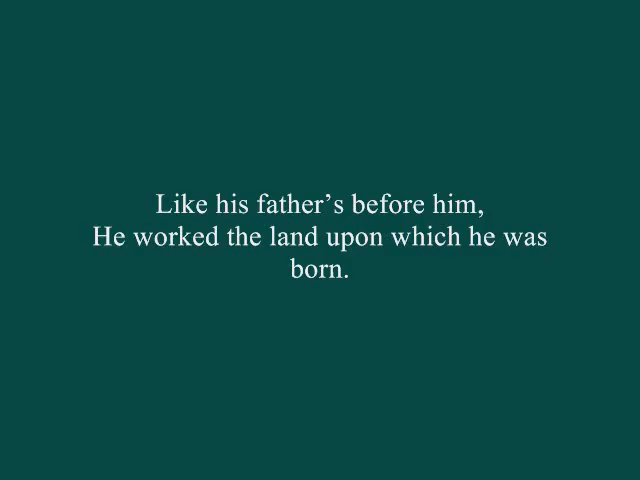 Like his father’s before him,
He worked the land upon which he was
born.